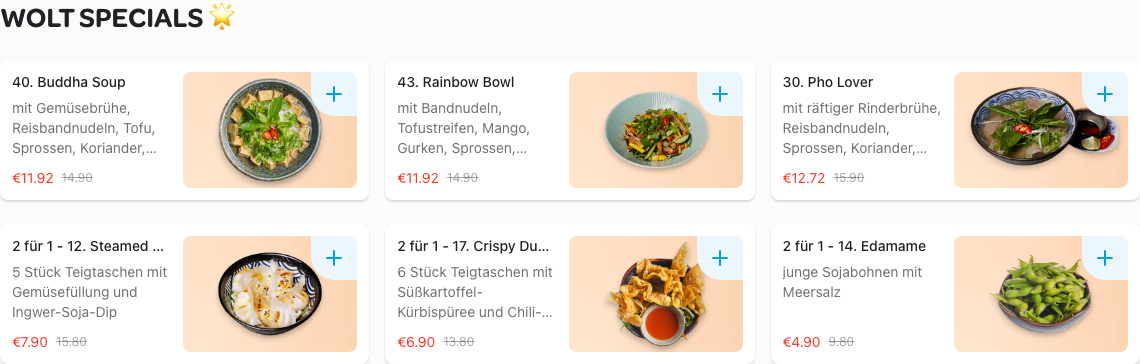 WOLT SPECIALS 🌟
40. Buddha Soup
mit Gemüsebrühe,
Reisbandnudeln, Tofu,
Sprossen, Koriander,...
€11.92 14.90
43. Rainbow Bowl
mit Bandnudeln,
Tofustreifen, Mango,
Gurken, Sprossen,...
€11.92 14.90
30. Pho Lover
mit räftiger Rinderbrühe,
Reisbandnudeln,
Sprossen, Koriander,...
€12.72 15.90
2 für 1 - 12. Steamed ...
5 Stück Teigtaschen mit
Gemüsefüllung und
Ingwer-Soja-Dip
€7.90 15.80
2 für 1 - 17. Crispy Du...
6 Stück Teigtaschen mit
Süßkartoffel-
Kürbispüree und Chili-...
€6.90 13.80
2 für 1 - 14. Edamame
junge Sojabohnen mit
Meersalz
€4.90 9.80